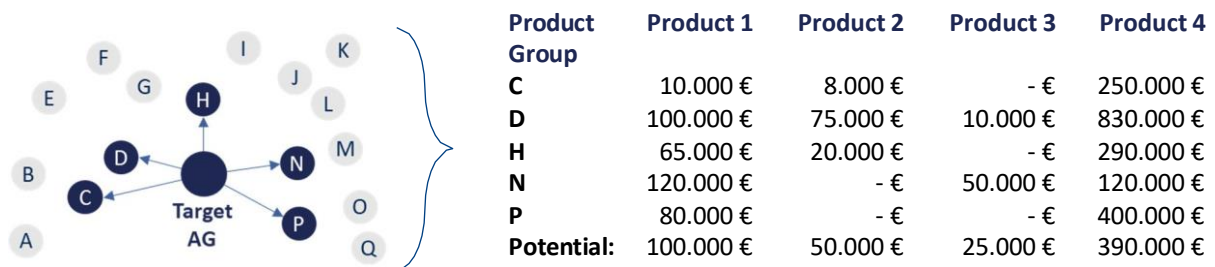 F
I
K
G
J
E
H
L
M
D
N
B
C
Target
AG
P
O
A
Q
Product Group Product 1 Product 2 Product 3 Product 4
C 10.000 € 8.000 € - € 250.000 €
D 100.000 € 75.000 € 10.000 € 830.000 €
H 65.000 € 20.000 € - € 290.000 €
N 120.000 € - € 50.000 € 120.000 €
P 80.000 € - € - € 400.000 €
Potential: 100.000 € 50.000 € 25.000 € 390.000 €